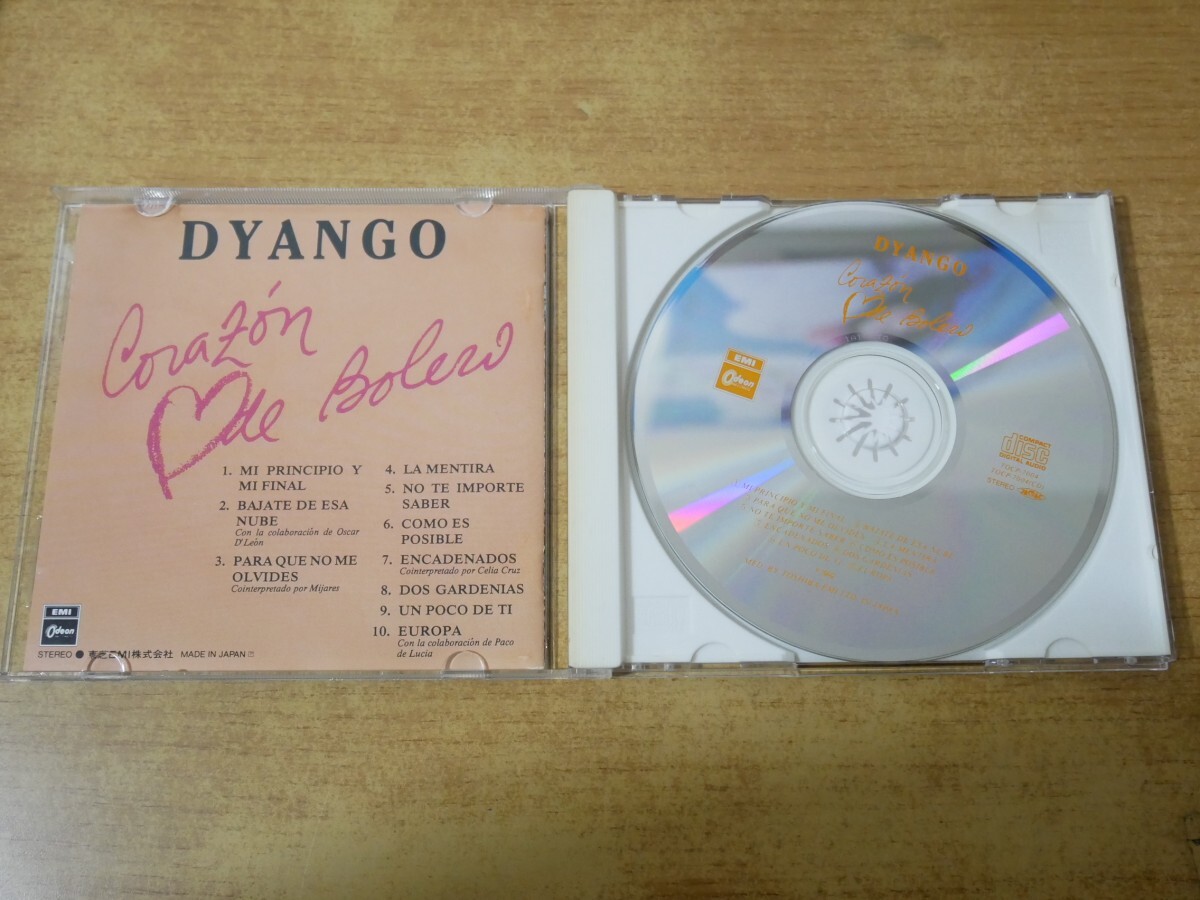 DYANGO
Corazón
de Bolero
1. MI PRINCIPIO Y
MI FINAL
2. BAJATE DE ESA
NUBE
Con la colaboración de Oscar
D'León
3. PARA QUE NO ME
OLVIDES
Cointerpretado por Mijares
4. LA MENTIRA
5. NO TE IMPORTE
SABER
6. COMO ES
POSIBLE
7. ENCADENADOS
Cointerpretado por Celia Cruz
8. DOS GARDENIAS
9. UN POCO DE TI
10. EUROPA
Con la colaboración de Paco
de Lucia
EMI
Odeon
STEREO ● 東芝EMI株式会社 MADE IN JAPAN
DYANGO
Corazón
de Bolero
EMI
Odeon
COMPACT
disc
DIGITAL AUDIO
STEREO